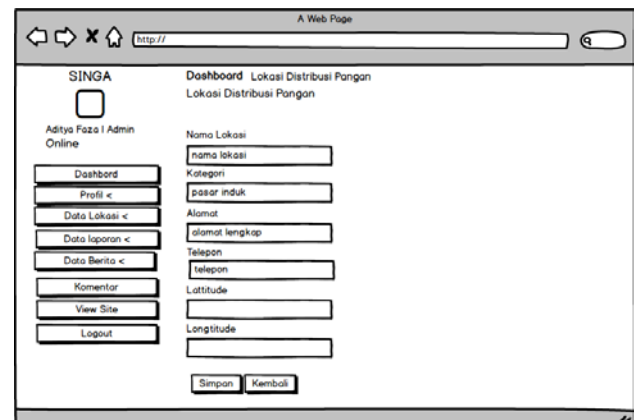 A Web Page
http://
SINGA
Aditya Faza | Admin
Online
Dashbord
Profil <
Data Lokasi <
Data laporan <
Data Berita <
Komentar
View Site
Logout
Dashboard Lokasi Distribusi Pangan
Lokasi Distribusi Pangan
Nama Lokasi
nama lokasi
Kategori
pasar induk
Alamat
alamat lengkap
Telepon
telepon
Lattitude
Longtitude
Simpan Kembali